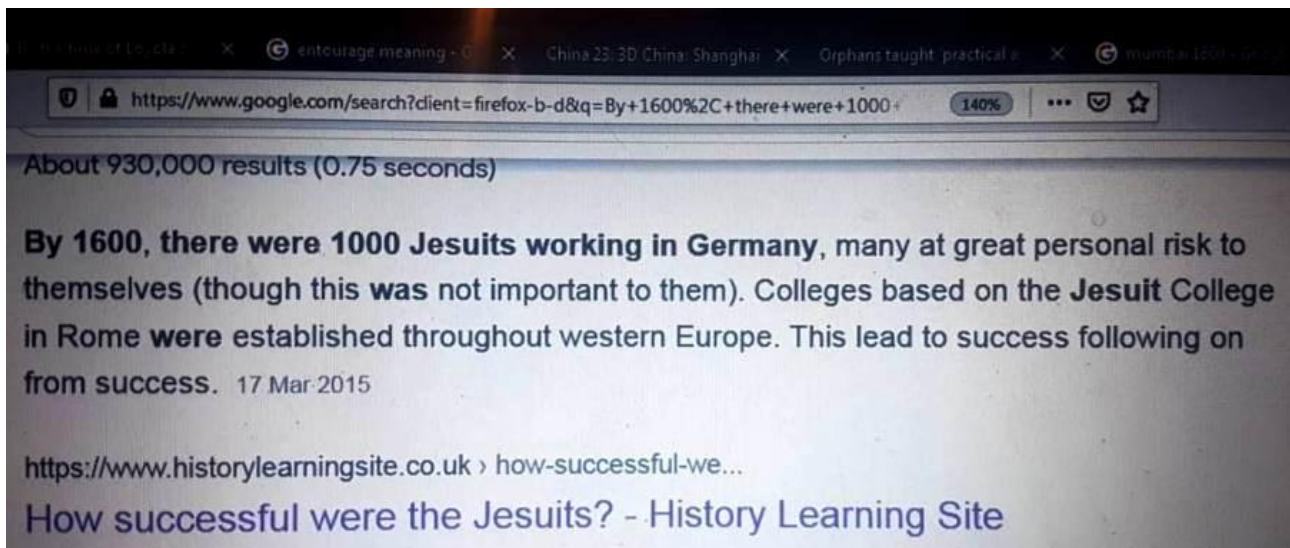 entourage meaning - G
China 23: 3D China: Shanghai
Orphans taught practical a
mumbai 1600 - Goog
https://www.google.com/search?client=firefox-b-d&q=By+1600%2C+there+were+1000+
140%
About 930,000 results (0.75 seconds)
By 1600, there were 1000 Jesuits working in Germany, many at great personal risk to
themselves (though this was not important to them). Colleges based on the Jesuit College
in Rome were established throughout western Europe. This lead to success following on
from success. 17 Mar 2015
https://www.historylearningsite.co.uk › how-successful-we...
How successful were the Jesuits? - History Learning Site